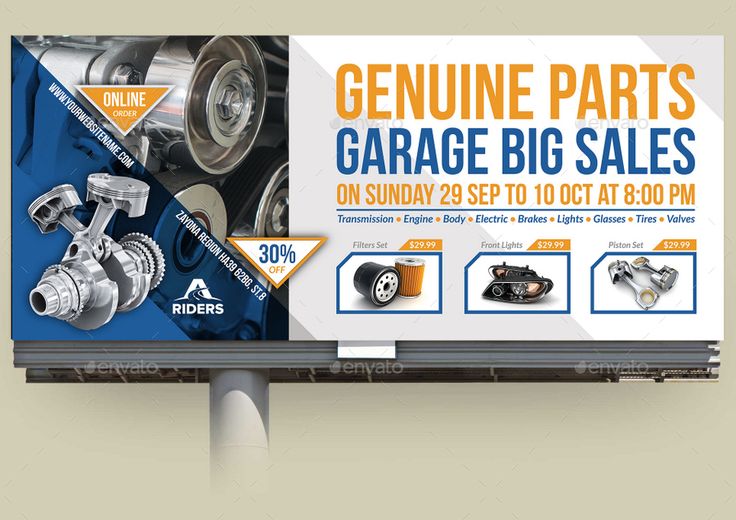 ONLINE
ORDER
WWW.YOURWEBSITENAME.COM
ZAYONA REGION HA39 62BG, ST.8
30%
OFF
RIDERS
GENUINE PARTS
GARAGE BIG SALES
ON SUNDAY 29 SEP TO 10 OCT AT 8:00 PM
Transmission • Engine • Body • Electric • Brakes • Lights • Glasses • Tires • Valves
Filters Set $29.99
Front Lights $29.99
Piston Set $29.99
envato
envato
envato
envato
envato
envato